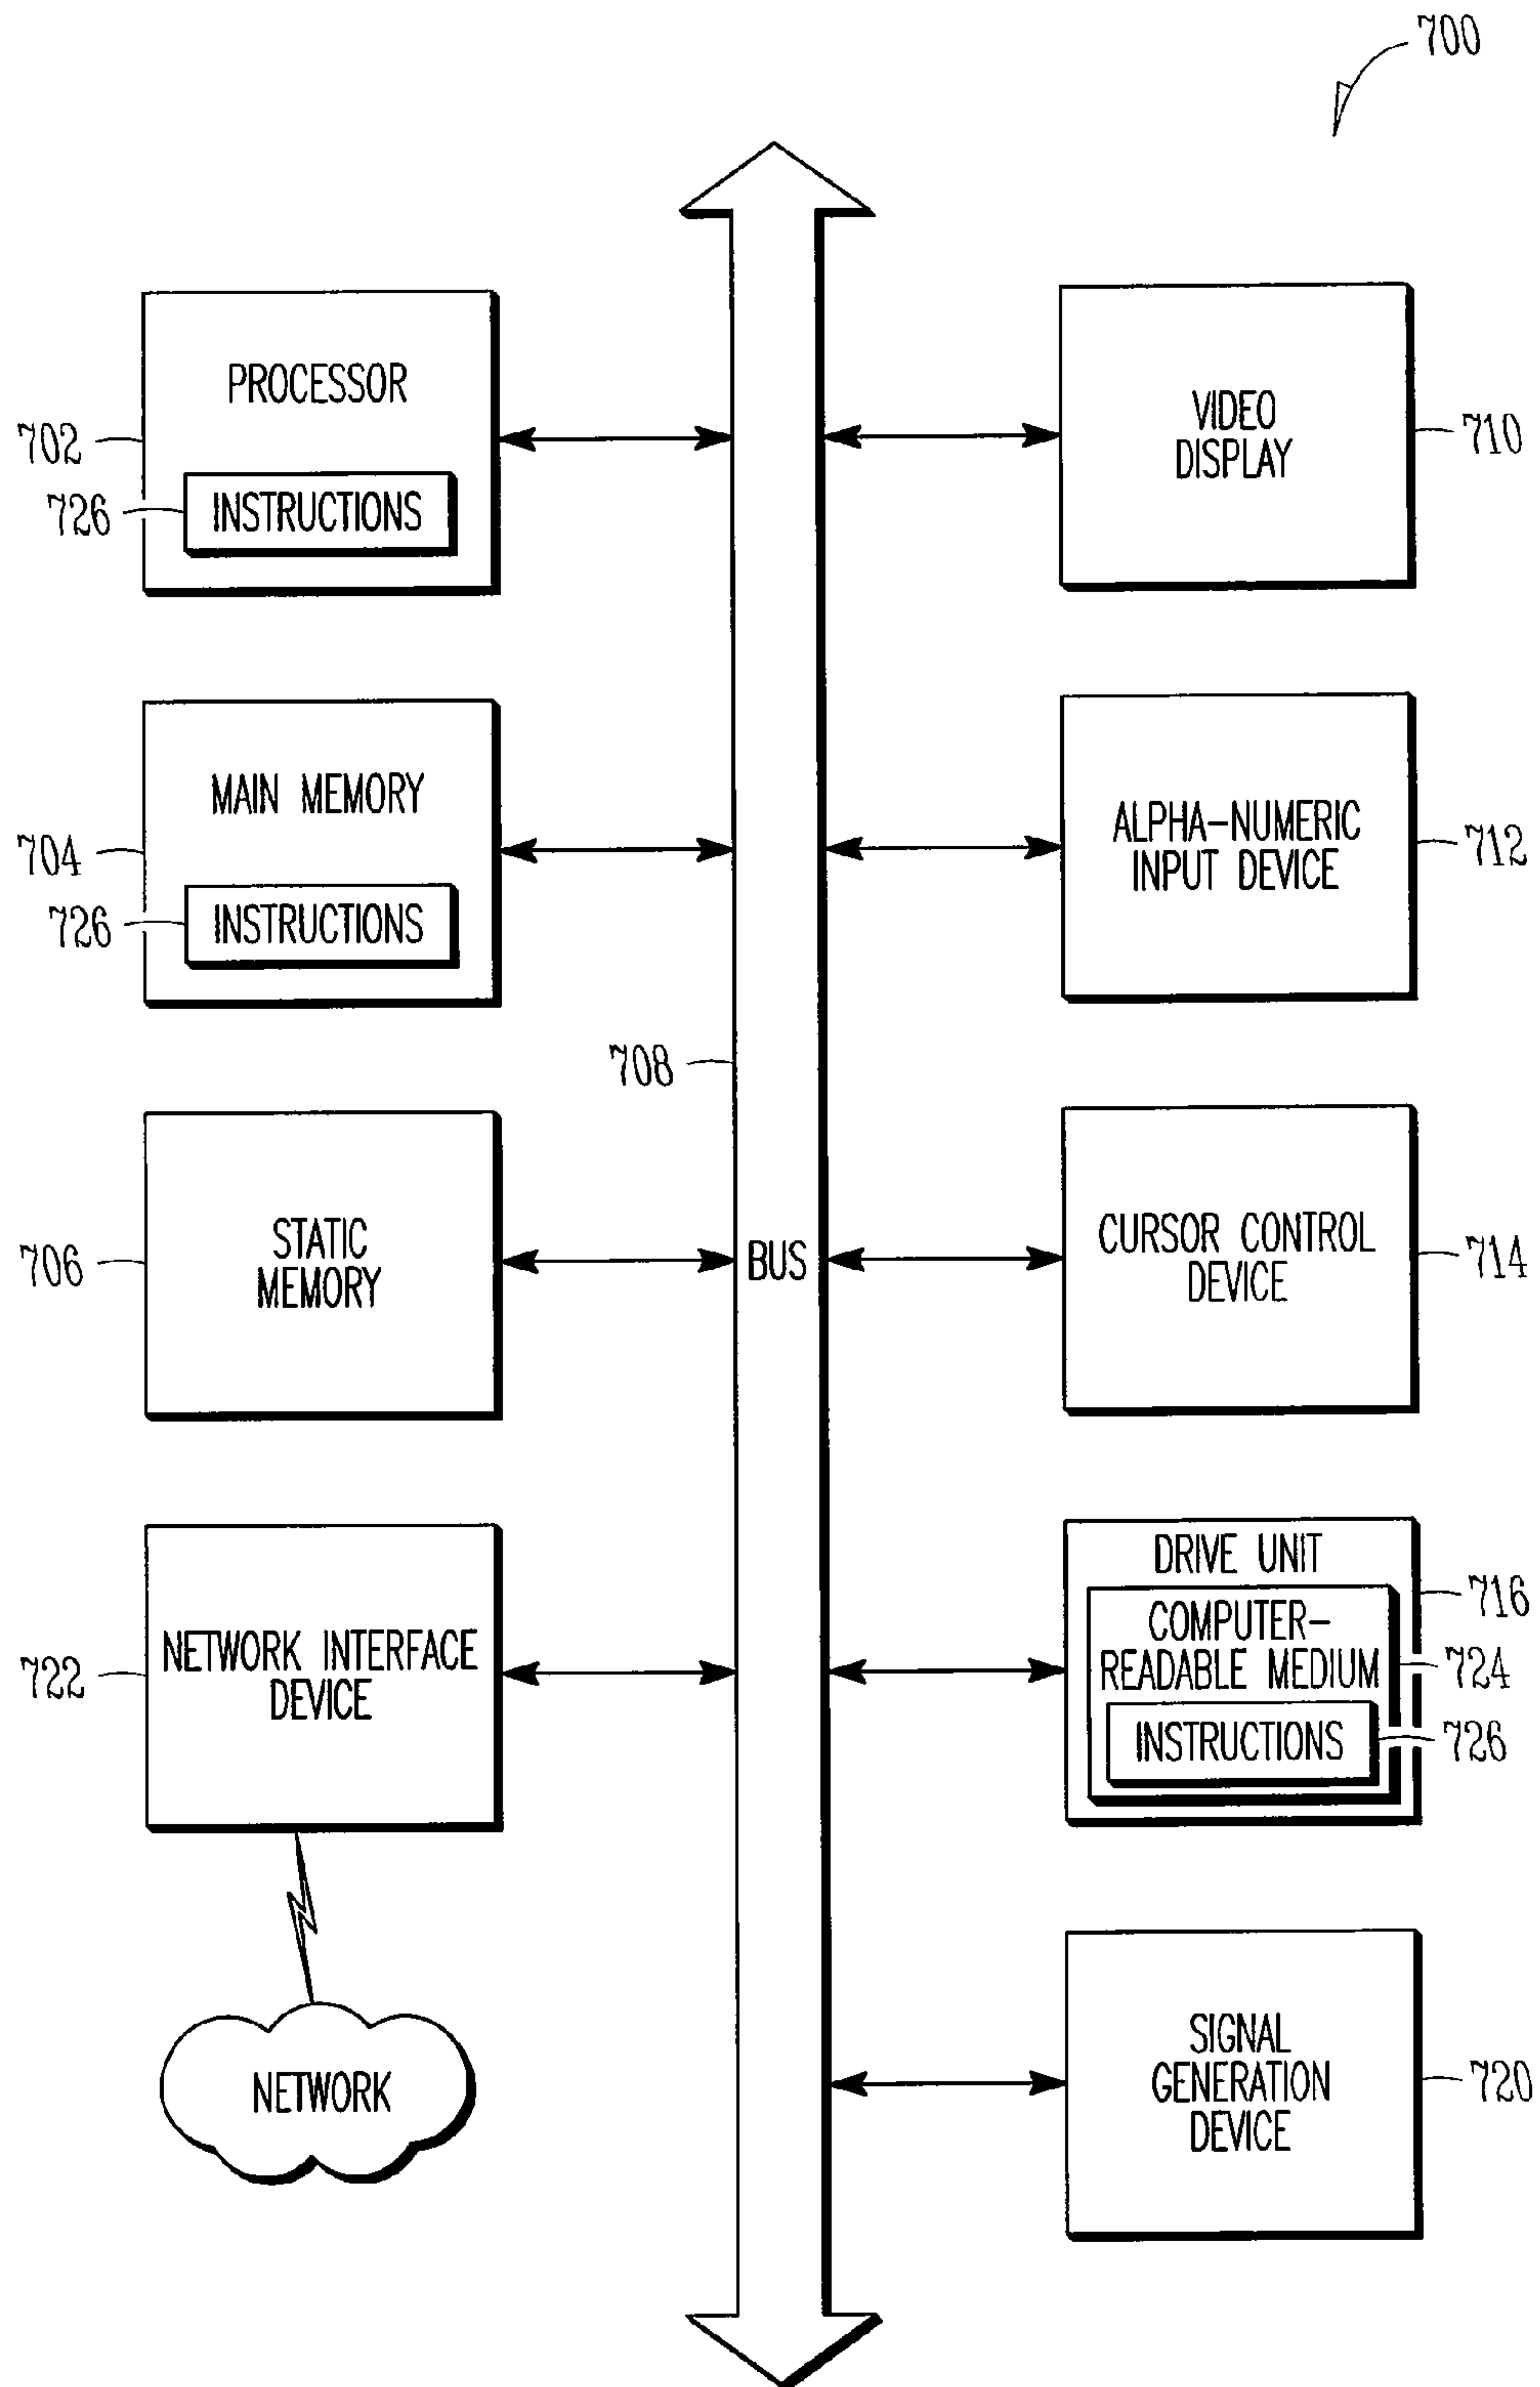 700
PROCESSOR
702
726
INSTRUCTIONS
VIDEO
DISPLAY
710
MAIN MEMORY
704
726
INSTRUCTIONS
ALPHA-NUMERIC
INPUT DEVICE
712
708
STATIC
MEMORY
706
BUS
CURSOR CONTROL
DEVICE
714
NETWORK INTERFACE
DEVICE
722
DRIVE UNIT
716
COMPUTER-
READABLE MEDIUM
724
INSTRUCTIONS
726
NETWORK
SIGNAL
GENERATION
DEVICE
720